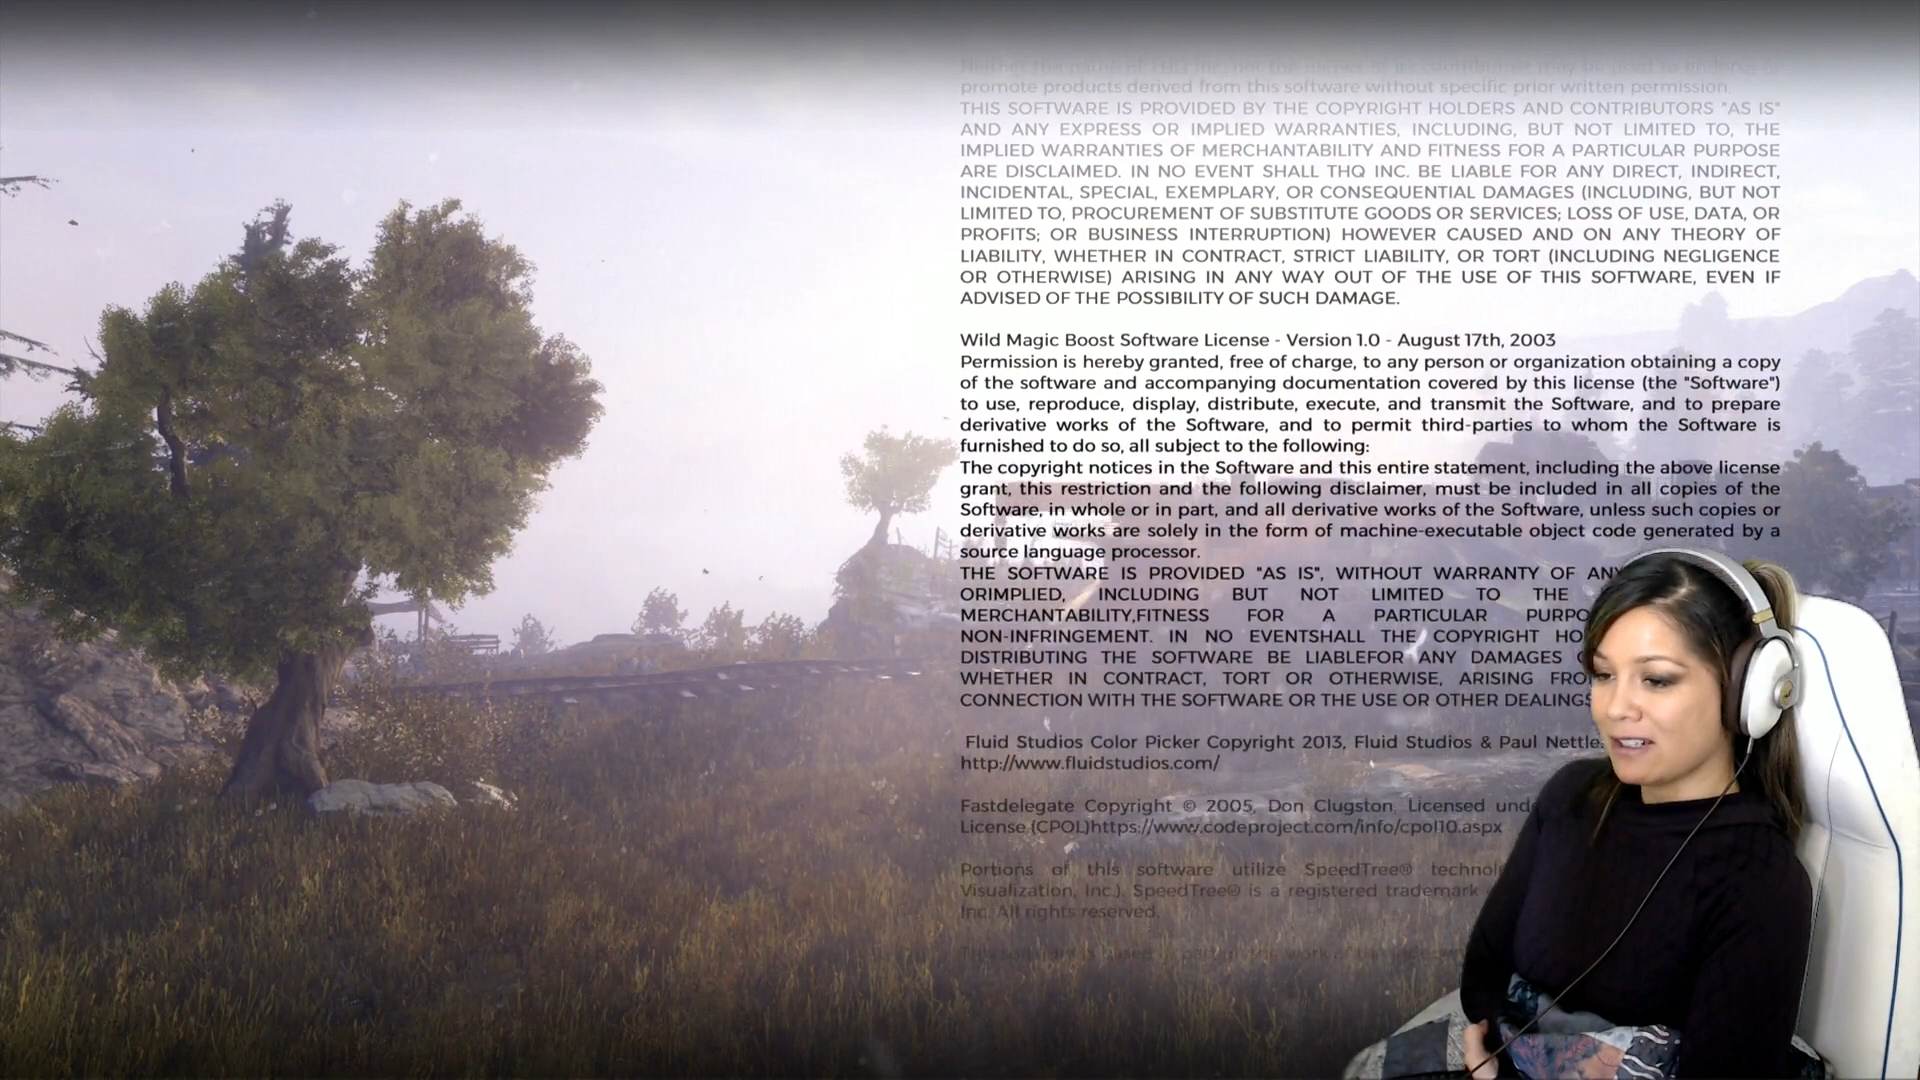 promote products derived from this software without specific prior written permission.
THIS SOFTWARE IS PROVIDED BY THE COPYRIGHT HOLDERS AND CONTRIBUTORS "AS IS"
AND ANY EXPRESS OR IMPLIED WARRANTIES, INCLUDING, BUT NOT LIMITED TO, THE
IMPLIED WARRANTIES OF MERCHANTABILITY AND FITNESS FOR A PARTICULAR PURPOSE
ARE DISCLAIMED. IN NO EVENT SHALL THQ INC. BE LIABLE FOR ANY DIRECT, INDIRECT,
INCIDENTAL, SPECIAL, EXEMPLARY, OR CONSEQUENTIAL DAMAGES (INCLUDING, BUT NOT
LIMITED TO, PROCUREMENT OF SUBSTITUTE GOODS OR SERVICES; LOSS OF USE, DATA, OR
PROFITS; OR BUSINESS INTERRUPTION) HOWEVER CAUSED AND ON ANY THEORY OF
LIABILITY, WHETHER IN CONTRACT, STRICT LIABILITY, OR TORT (INCLUDING NEGLIGENCE
OR OTHERWISE) ARISING IN ANY WAY OUT OF THE USE OF THIS SOFTWARE, EVEN IF
ADVISED OF THE POSSIBILITY OF SUCH DAMAGE.
Wild Magic Boost Software License - Version 1.0 - August 17th, 2003
Permission is hereby granted, free of charge, to any person or organization obtaining a copy
of the software and accompanying documentation covered by this license (the "Software")
to use, reproduce, display, distribute, execute, and transmit the Software, and to prepare
derivative works of the Software, and to permit third-parties to whom the Software is
furnished to do so, all subject to the following:
The copyright notices in the Software and this entire statement, including the above license
grant, this restriction and the following disclaimer, must be included in all copies of the
Software, in whole or in part, and all derivative works of the Software, unless such copies or
derivative works are solely in the form of machine-executable object code generated by a
source language processor.
THE SOFTWARE IS PROVIDED "AS IS", WITHOUT WARRANTY OF ANY
ORIMPLIED, INCLUDING BUT NOT LIMITED TO THE
MERCHANTABILITY,FITNESS FOR A PARTICULAR
NON-INFRINGEMENT. IN NO EVENTSHALL THE COPYRIGHT
DISTRIBUTING THE SOFTWARE BE LIABLEFOR ANY DAMAGES
WHETHER IN CONTRACT, TORT OR OTHERWISE, ARISING
CONNECTION WITH THE SOFTWARE OR THE USE OR OTHER DEALINGS
Fluid Studios Color Picker Copyright 2013, Fluid Studios & Paul Nettle.
http://www.fluidstudios.com/
Fastdelegate Copyright © 2005, Don Clugston. Licensed
License (CPOL)https://www.codeproject.com/info/cpol10.aspx
Portions of this software utilize SpeedTree®
Visualization, Inc.). SpeedTree® is a registered trademark
Inc. All rights reserved.